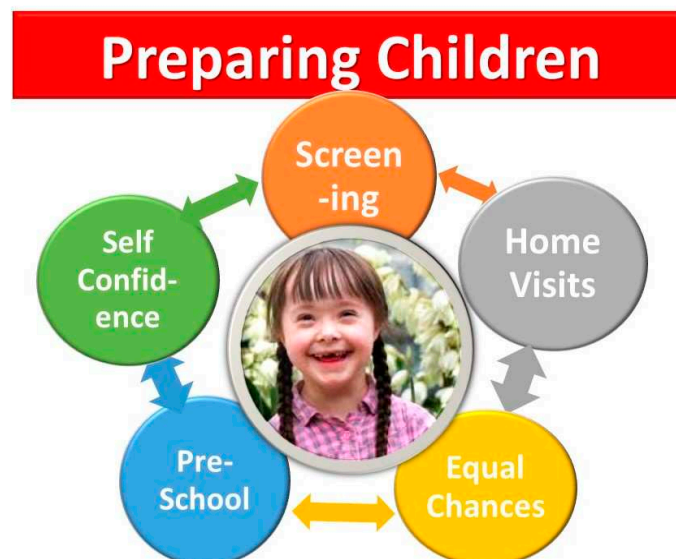 Preparing Children
Screen
-ing
Home
Visits
Equal
Chances
Pre-
School
Self
Confid-
ence